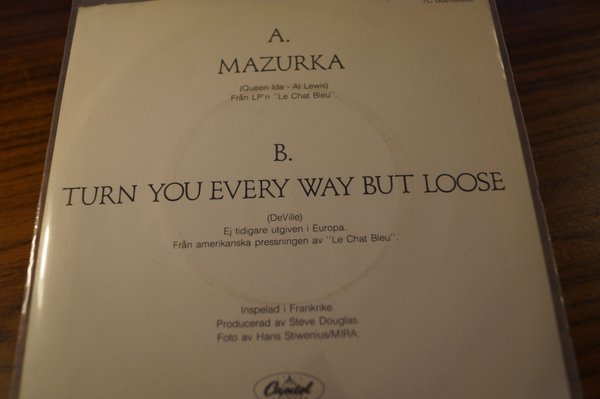 A.
MAZURKA
(Queen Ida - Al Lewis)
Från LP'n "Le Chat Bleu".
B.
TURN YOU EVERY WAY BUT LOOSE
(DeVille)
Ej tidigare utgiven i Europa.
Från amerikanska pressningen av "Le Chat Bleu".
Inspelad i Frankrike.
Producerad av Steve Douglas.
Foto av Hans Stiwenius/MIRA.
Capitol